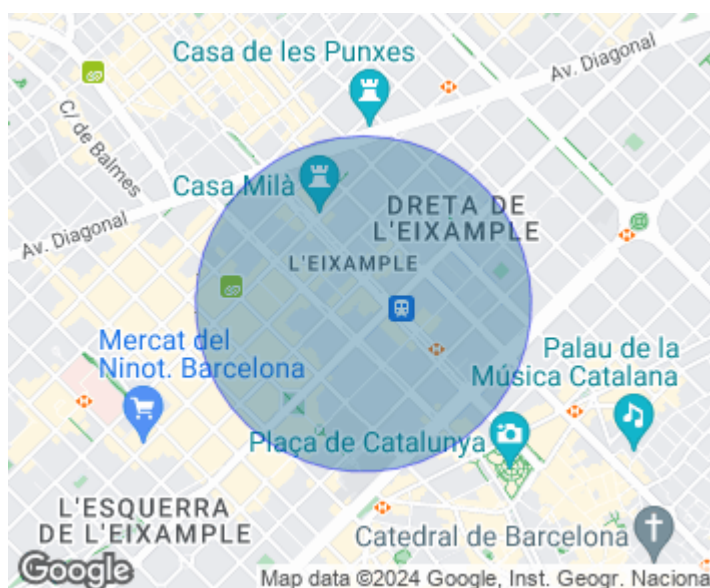 Casa de les Punxes
Av. Diagonal
C/ de Balmes
Casa Milà
DRETA DE
L'EIXAMPLE
Av. Diagonal
L'EIXAMPLE
Mercat del
Ninot. Barcelona
Palau de la
Música Catalana
Plaça de Catalunya
L'ESQUERRA
DE L'EIXAMPLE
Catedral de Barcelona
Google
Map data ©2024 Google, Inst. Geogr. Naciona